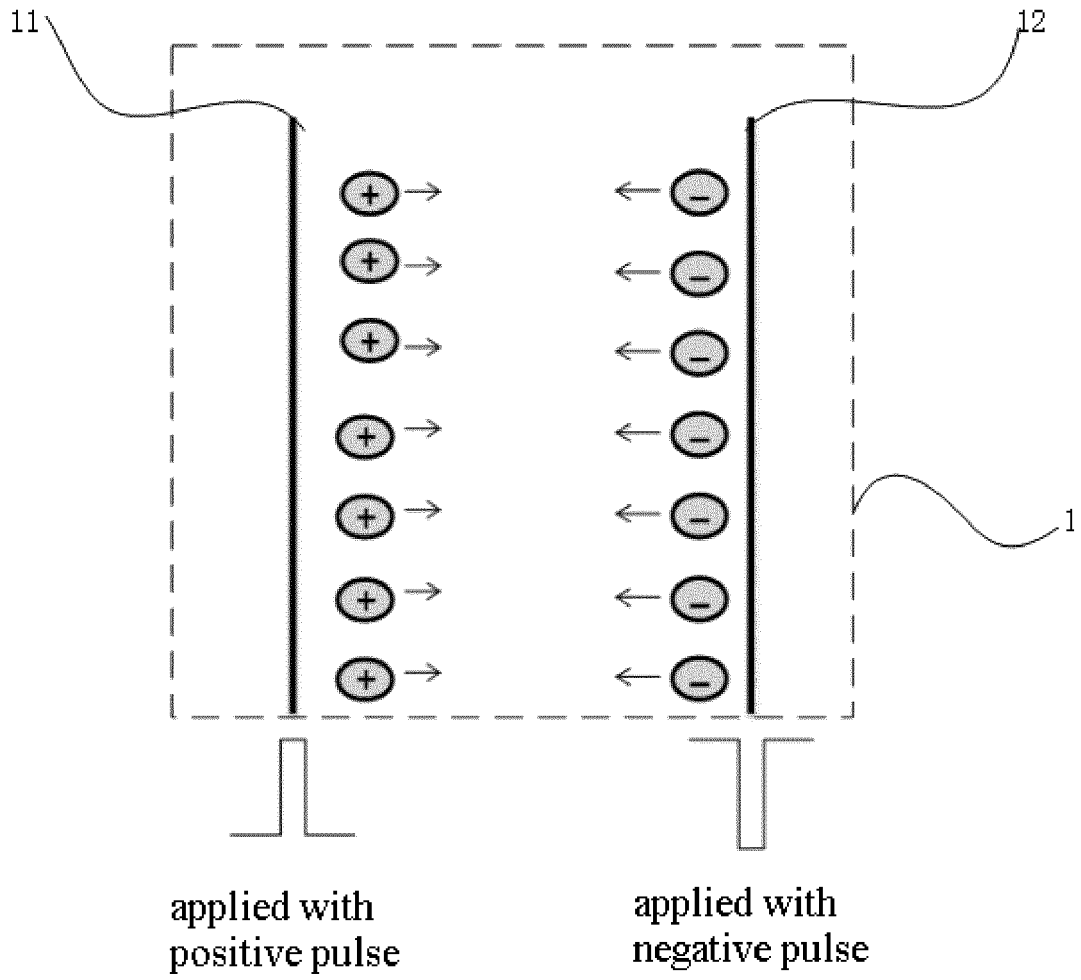 11
12
1
applied with
positive pulse
applied with
negative pulse